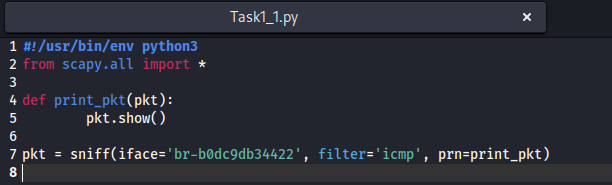 Task1_1.py ×
1 #!/usr/bin/env python3
2 from scapy.all import *
3
4 def print_pkt(pkt):
5         pkt.show()
6
7 pkt = sniff(iface='br-b0dc9db34422', filter='icmp', prn=print_pkt)
8